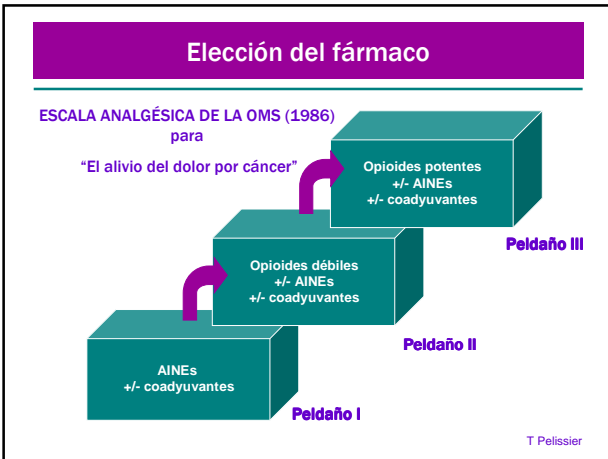 Elección del fármaco
ESCALA ANALGÉSICA DE LA OMS (1986)
para
“El alivio del dolor por cáncer”
Opioides potentes
+/- AINEs
+/- coadyuvantes
Peldaño III
Opioides débiles
+/- AINEs
+/- coadyuvantes
Peldaño II
AINEs
+/- coadyuvantes
Peldaño I
T Pelissier